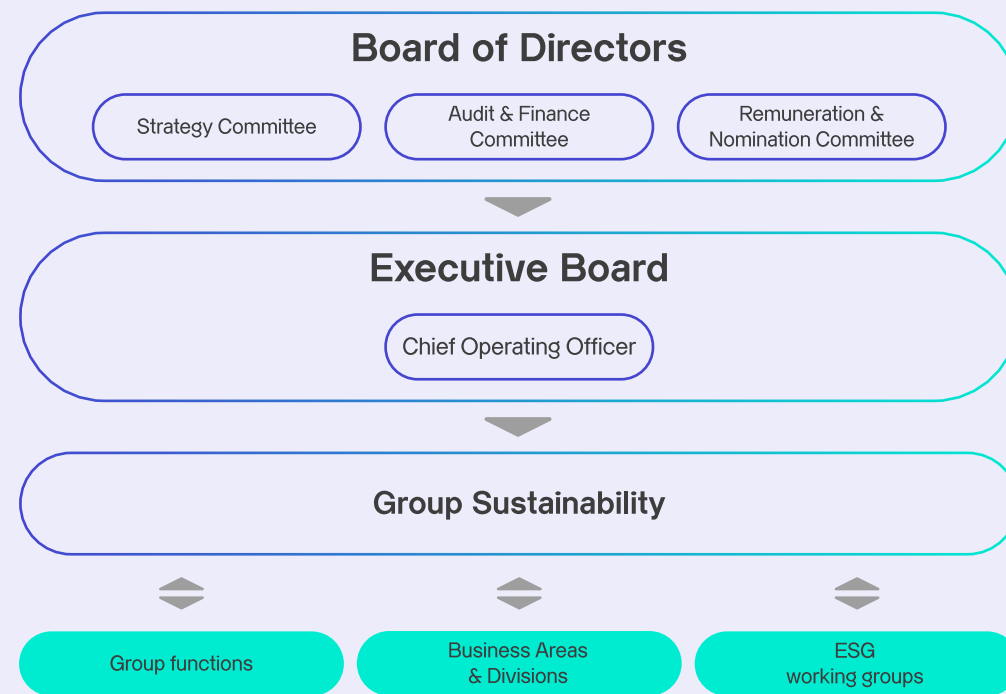 Board of Directors
Strategy Committee
Audit & Finance
Committee
Remuneration &
Nomination Committee
Executive Board
Chief Operating Officer
Group Sustainability
Group functions
Business Areas
& Divisions
ESG
working groups